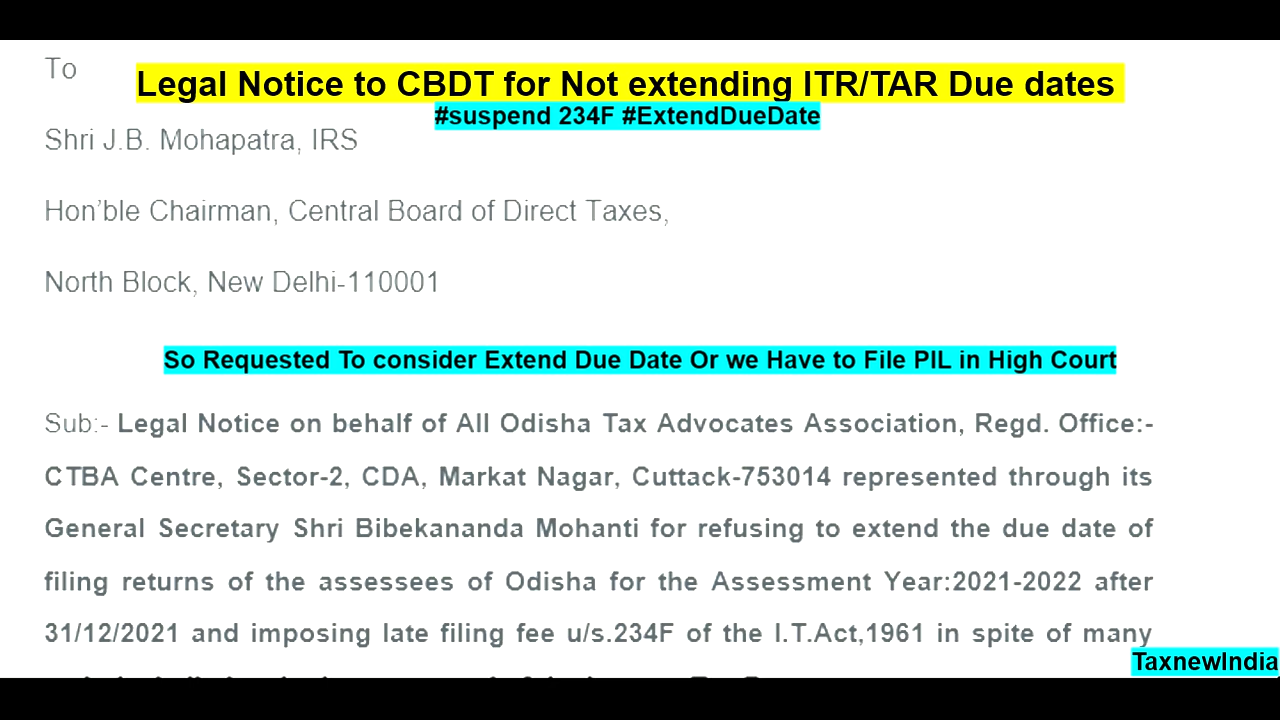 To
Legal Notice to CBDT for Not extending ITR/TAR Due dates
#suspend 234F #ExtendDueDate
Shri J.B. Mohapatra, IRS
Hon'ble Chairman, Central Board of Direct Taxes,
North Block, New Delhi-110001
So Requested To consider Extend Due Date Or we Have to File PIL in High Court
Sub:- Legal Notice on behalf of All Odisha Tax Advocates Association, Regd. Office:-
CTBA Centre, Sector-2, CDA, Markat Nagar, Cuttack-753014 represented through its
General Secretary Shri Bibekananda Mohanti for refusing to extend the due date of
filing returns of the assessees of Odisha for the Assessment Year:2021-2022 after
31/12/2021 and imposing late filing fee u/s.234F of the I.T.Act,1961 in spite of many
TaxnewIndia